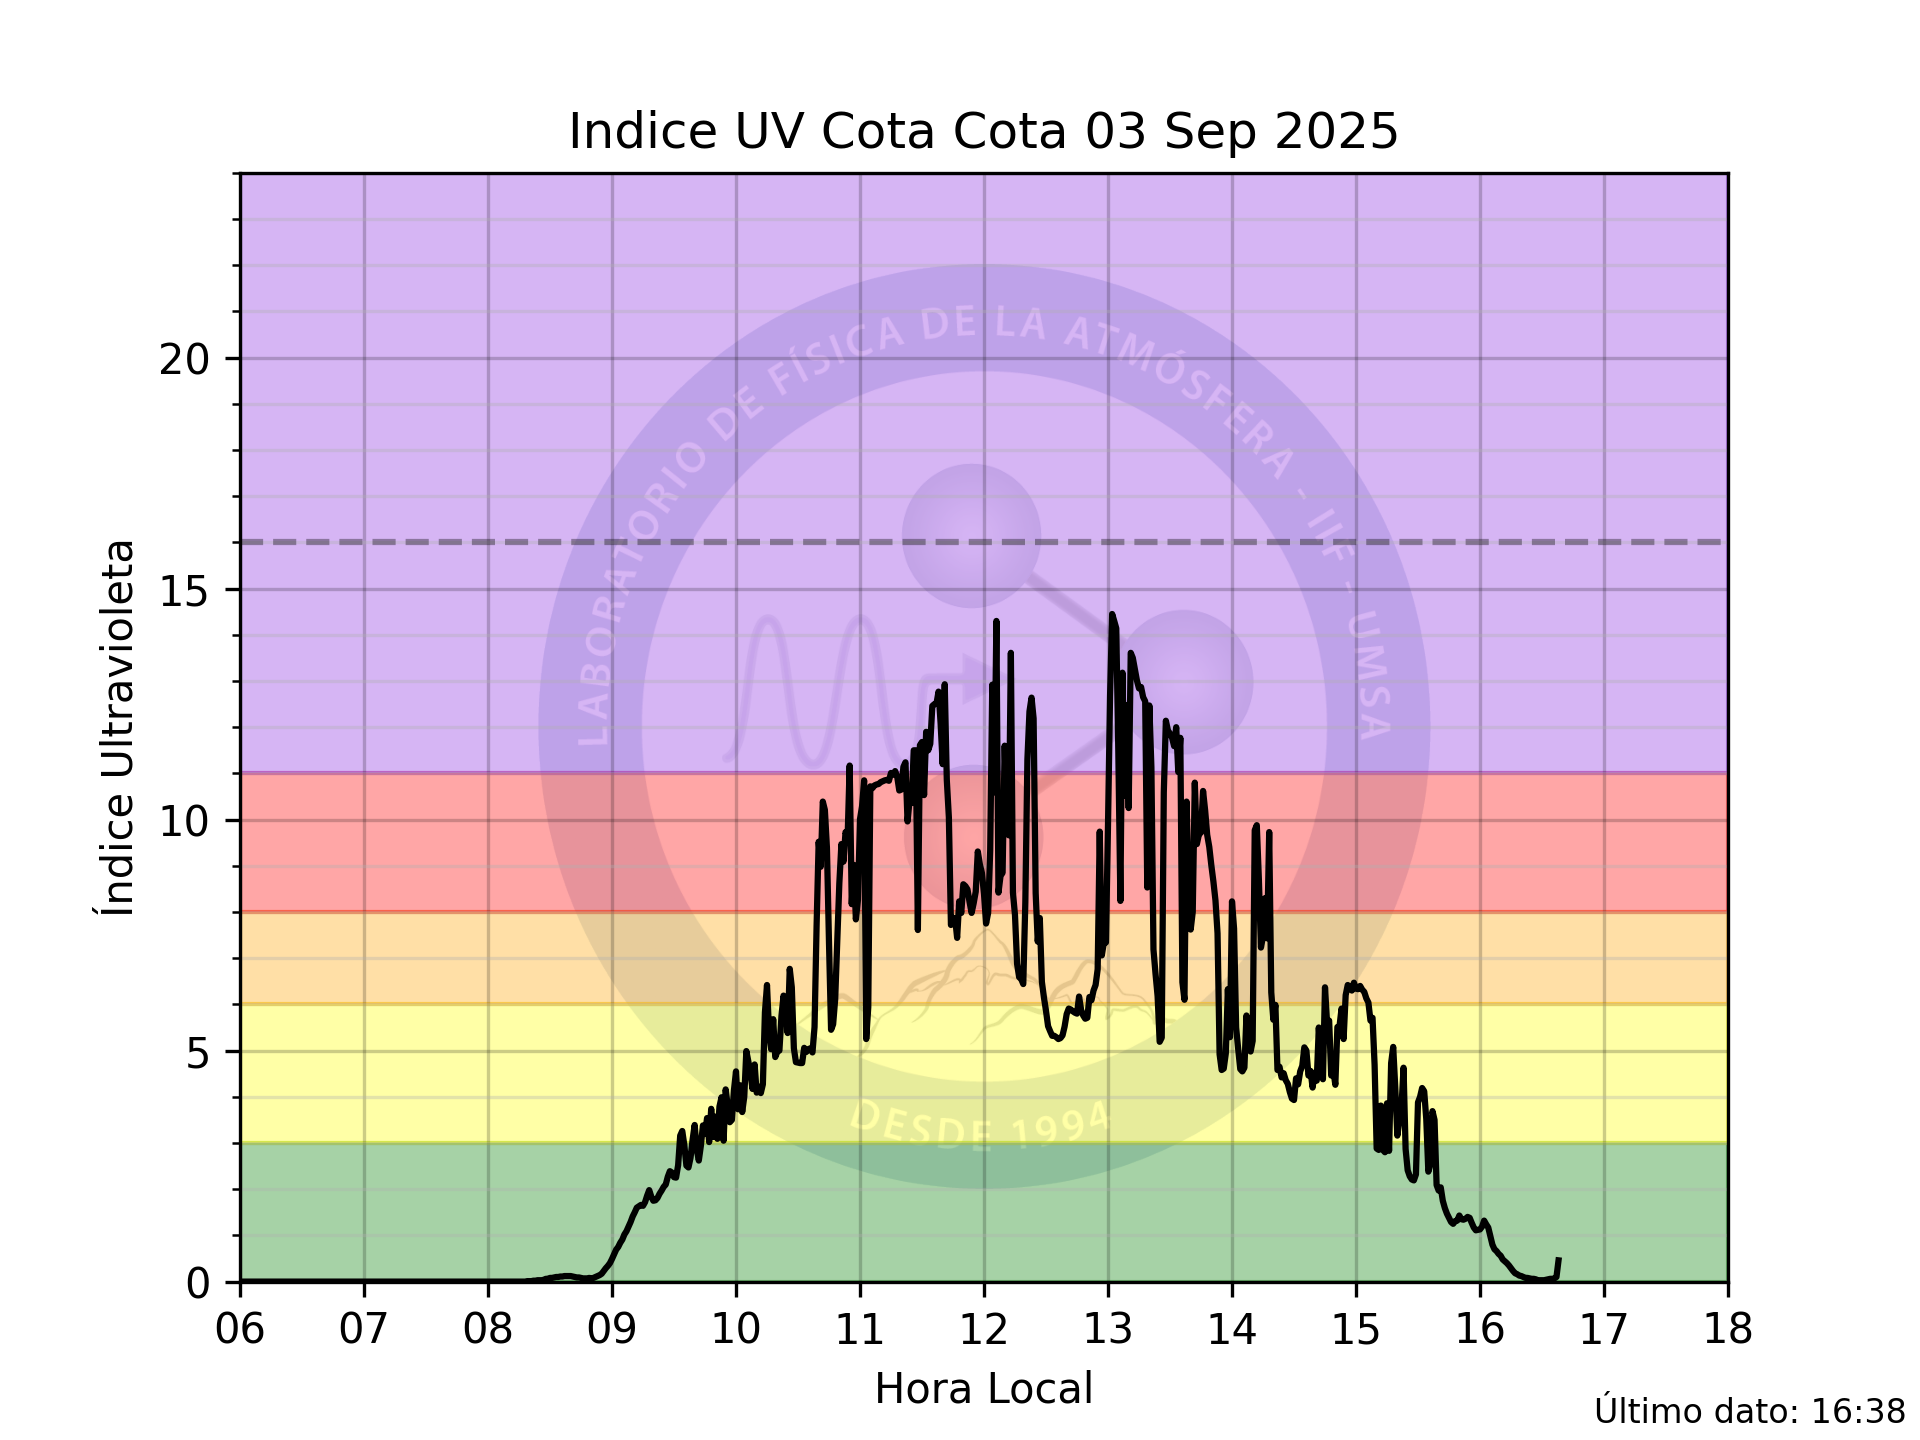 Indice UV Cota Cota 03 Sep 2025
LABORATORIO DE FÍSICA DE LA ATMÓSFERA - IIF - UMSA
DESDE 1994
Índice Ultravioleta
20
15
10
5
0
06 07 08 09 10 11 12 13 14 15 16 17 18
Hora Local
Último dato: 16:38